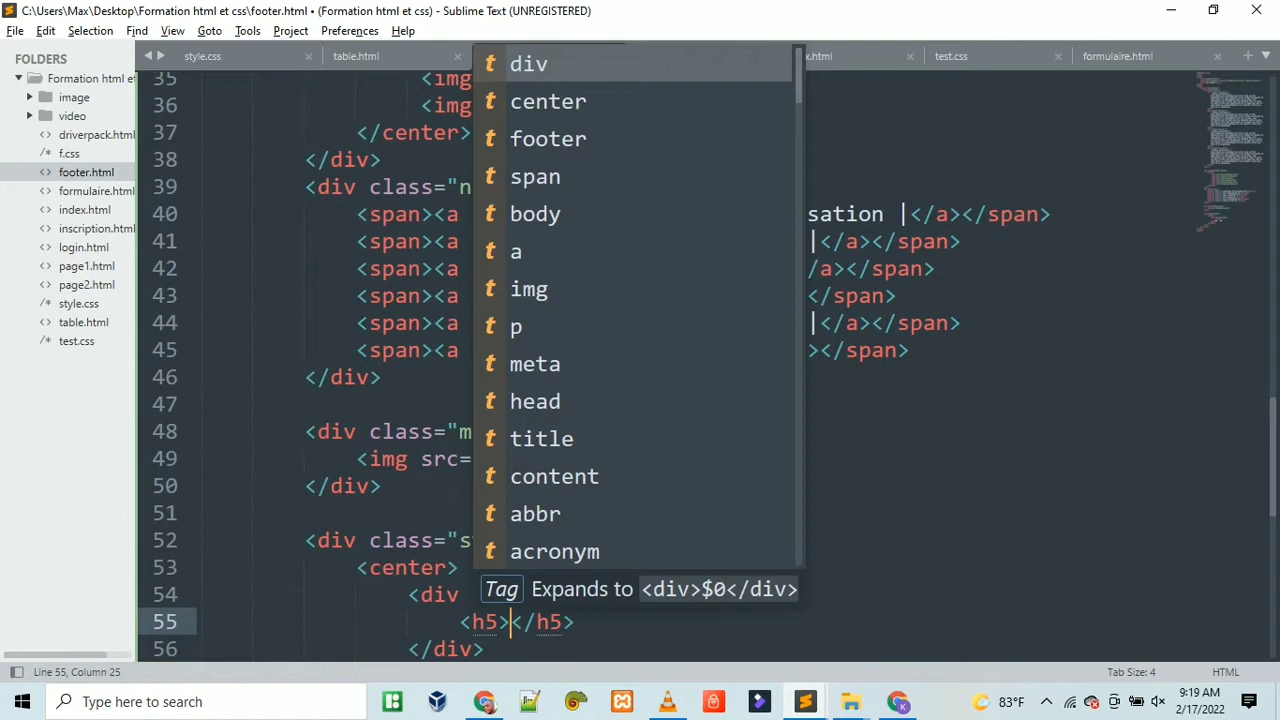 C:\Users\Max\Desktop\Formation html et css\footer.html • (Formation html et css) - Sublime Text (UNREGISTERED)
File Edit Selection Find View Goto Tools Project Preferences Help
FOLDERS
Formation html et
image
video
driverpack.html
f.css
footer.html
formulaire.html
index.html
inscription.html
login.html
page1.html
page2.html
style.css
table.html
test.css
style.css table.html x.html test.css formulaire.html
35 <img
36 <img
37 </center>
38 </div>
39 <div class="n
40 <span><a sation |</a></span>
41 <span><a |</a></span>
42 <span><a /a></span>
43 <span><a </span>
44 <span><a |</a></span>
45 <span><a ></span>
46 </div>
47
48 <div class="m
49 <img src=
50 </div>
51
52 <div class="s
53 <center>
54 <div
55 <h5></h5>
56 </div>
t div
t center
t footer
t span
t body
t a
t img
t p
t meta
t head
t title
t content
t abbr
t acronym
Tag Expands to <div>$0</div>
Line 55, Column 25
Tab Size: 4
HTML
Type here to search
83°F
9:19 AM
2/17/2022